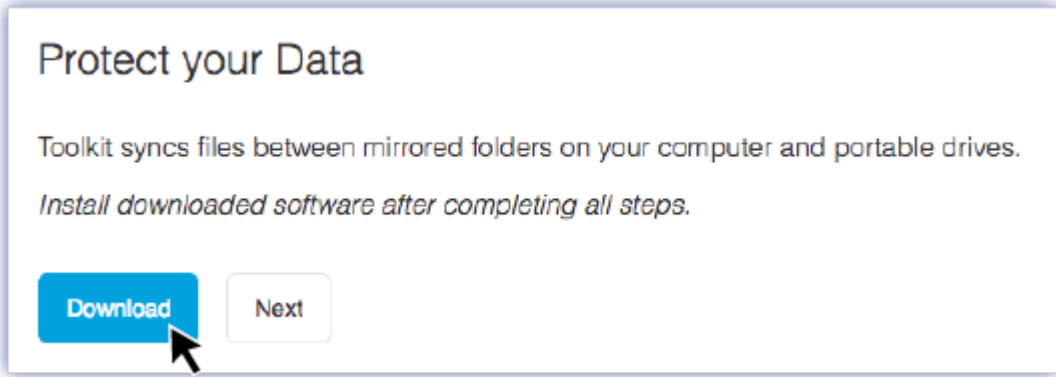 Protect your Data
Toolkit syncs files between mirrored folders on your computer and portable drives.
Install downloaded software after completing all steps.
Download Next